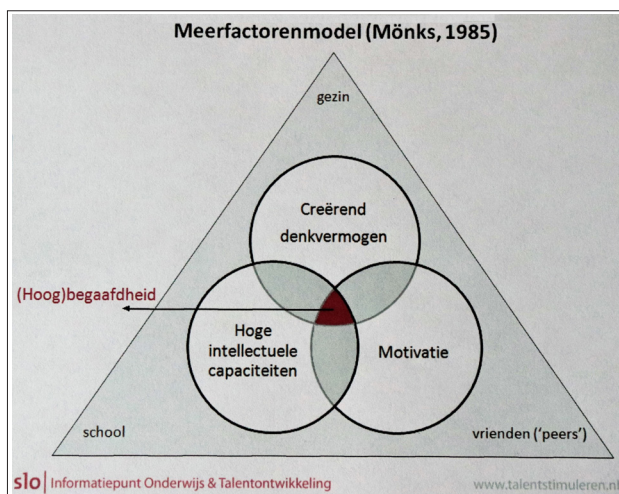 Meerfactorenmodel (Mönks, 1985)
gezin
Creërend
denkvermogen
(Hoog)begaafdheid
Hoge
intellectuele
capaciteiten
Motivatie
school
vrienden ('peers')
slo | Informatiepunt Onderwijs & Talentontwikkeling
www.talentstimuleren.nl